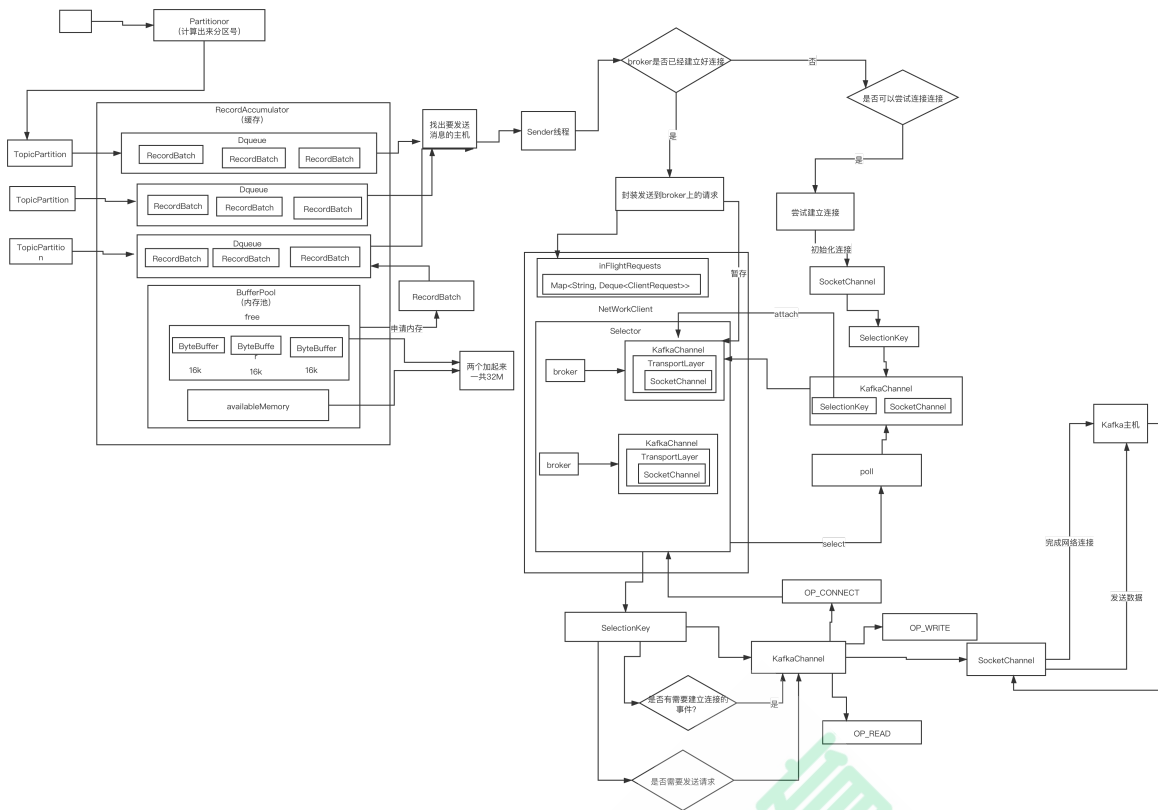 Partitionor
(计算出来分区号)
RecordAccumulator
(缓存)
Dqueue
RecordBatch
RecordBatch
RecordBatch
TopicPartition
Dqueue
RecordBatch
RecordBatch
RecordBatch
TopicPartition
Dqueue
RecordBatch
RecordBatch
RecordBatch
TopicPartitio
n
BufferPool
(内存池)
free
ByteBuffer
ByteBuffe
r
ByteBuffer
16k
16k
16k
availableMemory
RecordBatch
申请内存
两个加起来
一共32M
找出要发送
消息的主机
Sender线程
broker是否已经建立好连接
否
是否可以尝试连接连接
是
是
封装发送到broker上的请求
尝试建立连接
初始化连接
暂存
inFlightRequests
Map<String, Deque<ClientRequest>>
NetWorkClient
Selector
attach
KafkaChannel
TransportLayer
SocketChannel
broker
KafkaChannel
TransportLayer
SocketChannel
broker
SocketChannel
SelectionKey
KafkaChannel
SelectionKey
SocketChannel
poll
select
Kafka主机
完成网络连接
发送数据
OP_CONNECT
SelectionKey
OP_WRITE
KafkaChannel
SocketChannel
是否有需要建立连接的
事件?
是
OP_READ
是否需要发送请求